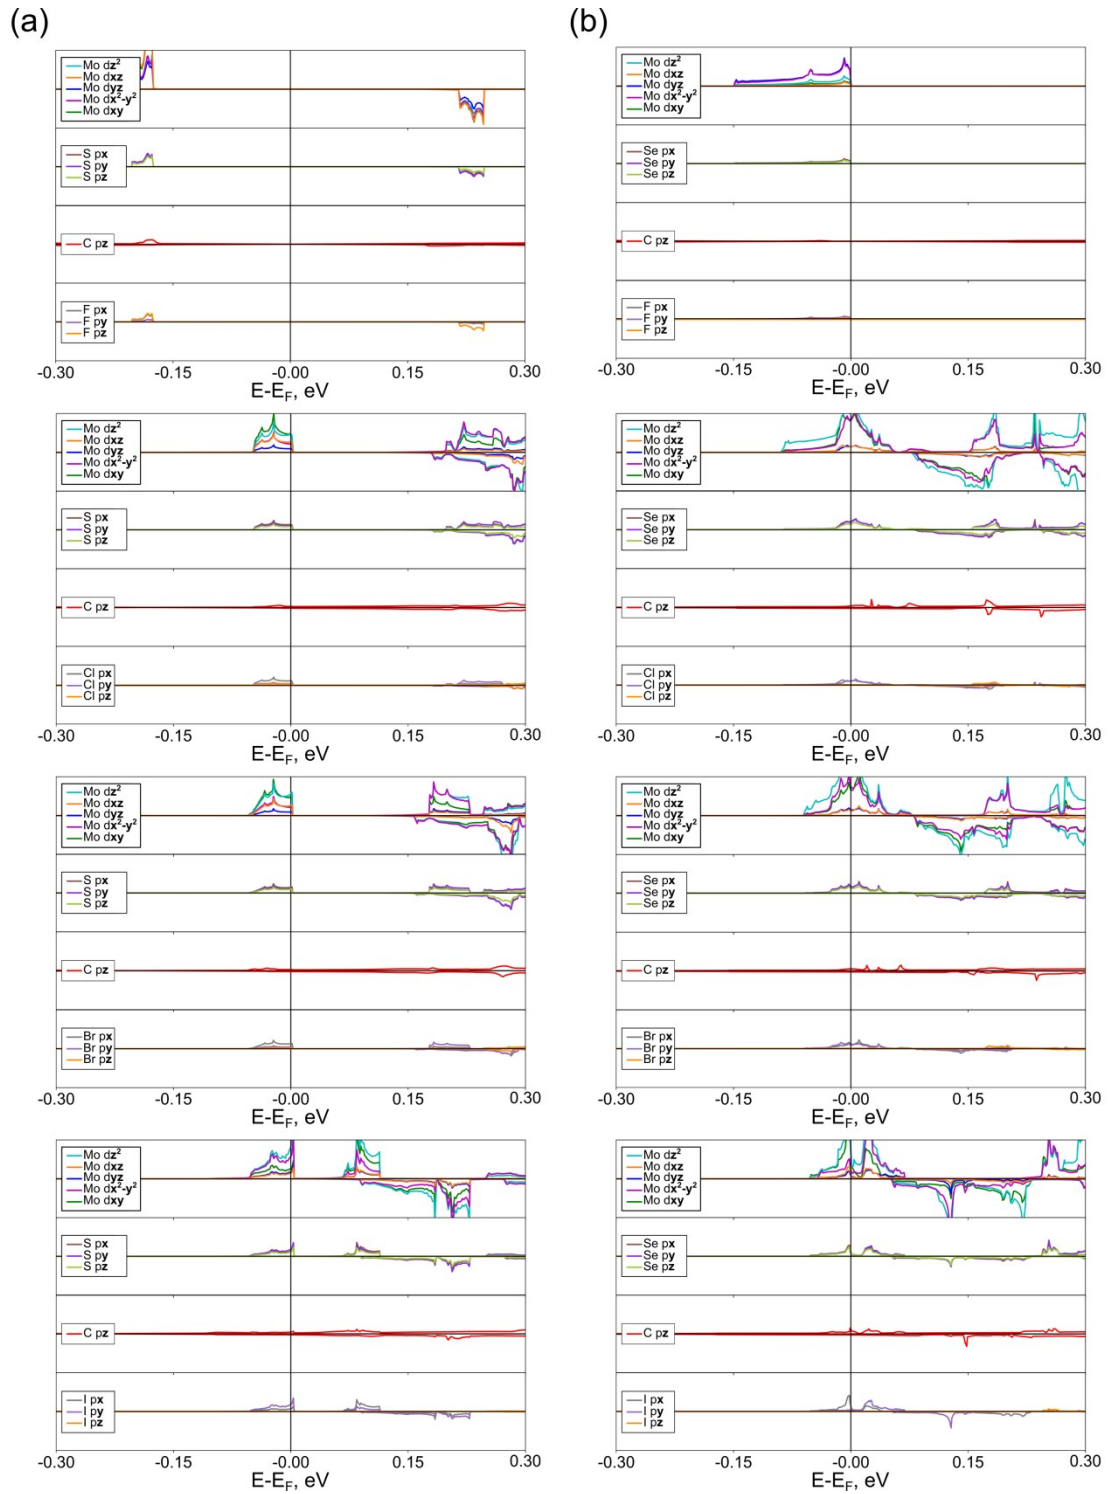 (a)
Mo dz²
Mo dxz
Mo dyz
Mo dx²-y²
Mo dxy
S px
S py
S pz
C pz
F px
F py
F pz
-0.30 -0.15 -0.00 0.15 0.30
E-E_F, eV
Mo dz²
Mo dxz
Mo dyz
Mo dx²-y²
Mo dxy
S px
S py
S pz
C pz
Cl px
Cl py
Cl pz
-0.30 -0.15 -0.00 0.15 0.30
E-E_F, eV
Mo dz²
Mo dxz
Mo dyz
Mo dx²-y²
Mo dxy
S px
S py
S pz
C pz
Br px
Br py
Br pz
-0.30 -0.15 -0.00 0.15 0.30
E-E_F, eV
Mo dz²
Mo dxz
Mo dyz
Mo dx²-y²
Mo dxy
S px
S py
S pz
C pz
I px
I py
I pz
-0.30 -0.15 -0.00 0.15 0.30
E-E_F, eV
(b)
Mo dz²
Mo dxz
Mo dyz
Mo dx²-y²
Mo dxy
Se px
Se py
Se pz
C pz
F px
F py
F pz
-0.30 -0.15 -0.00 0.15 0.30
E-E_F, eV
Mo dz²
Mo dxz
Mo dyz
Mo dx²-y²
Mo dxy
Se px
Se py
Se pz
C pz
Cl px
Cl py
Cl pz
-0.30 -0.15 -0.00 0.15 0.30
E-E_F, eV
Mo dz²
Mo dxz
Mo dyz
Mo dx²-y²
Mo dxy
Se px
Se py
Se pz
C pz
Br px
Br py
Br pz
-0.30 -0.15 -0.00 0.15 0.30
E-E_F, eV
Mo dz²
Mo dxz
Mo dyz
Mo dx²-y²
Mo dxy
Se px
Se py
Se pz
C pz
I px
I py
I pz
-0.30 -0.15 -0.00 0.15 0.30
E-E_F, eV